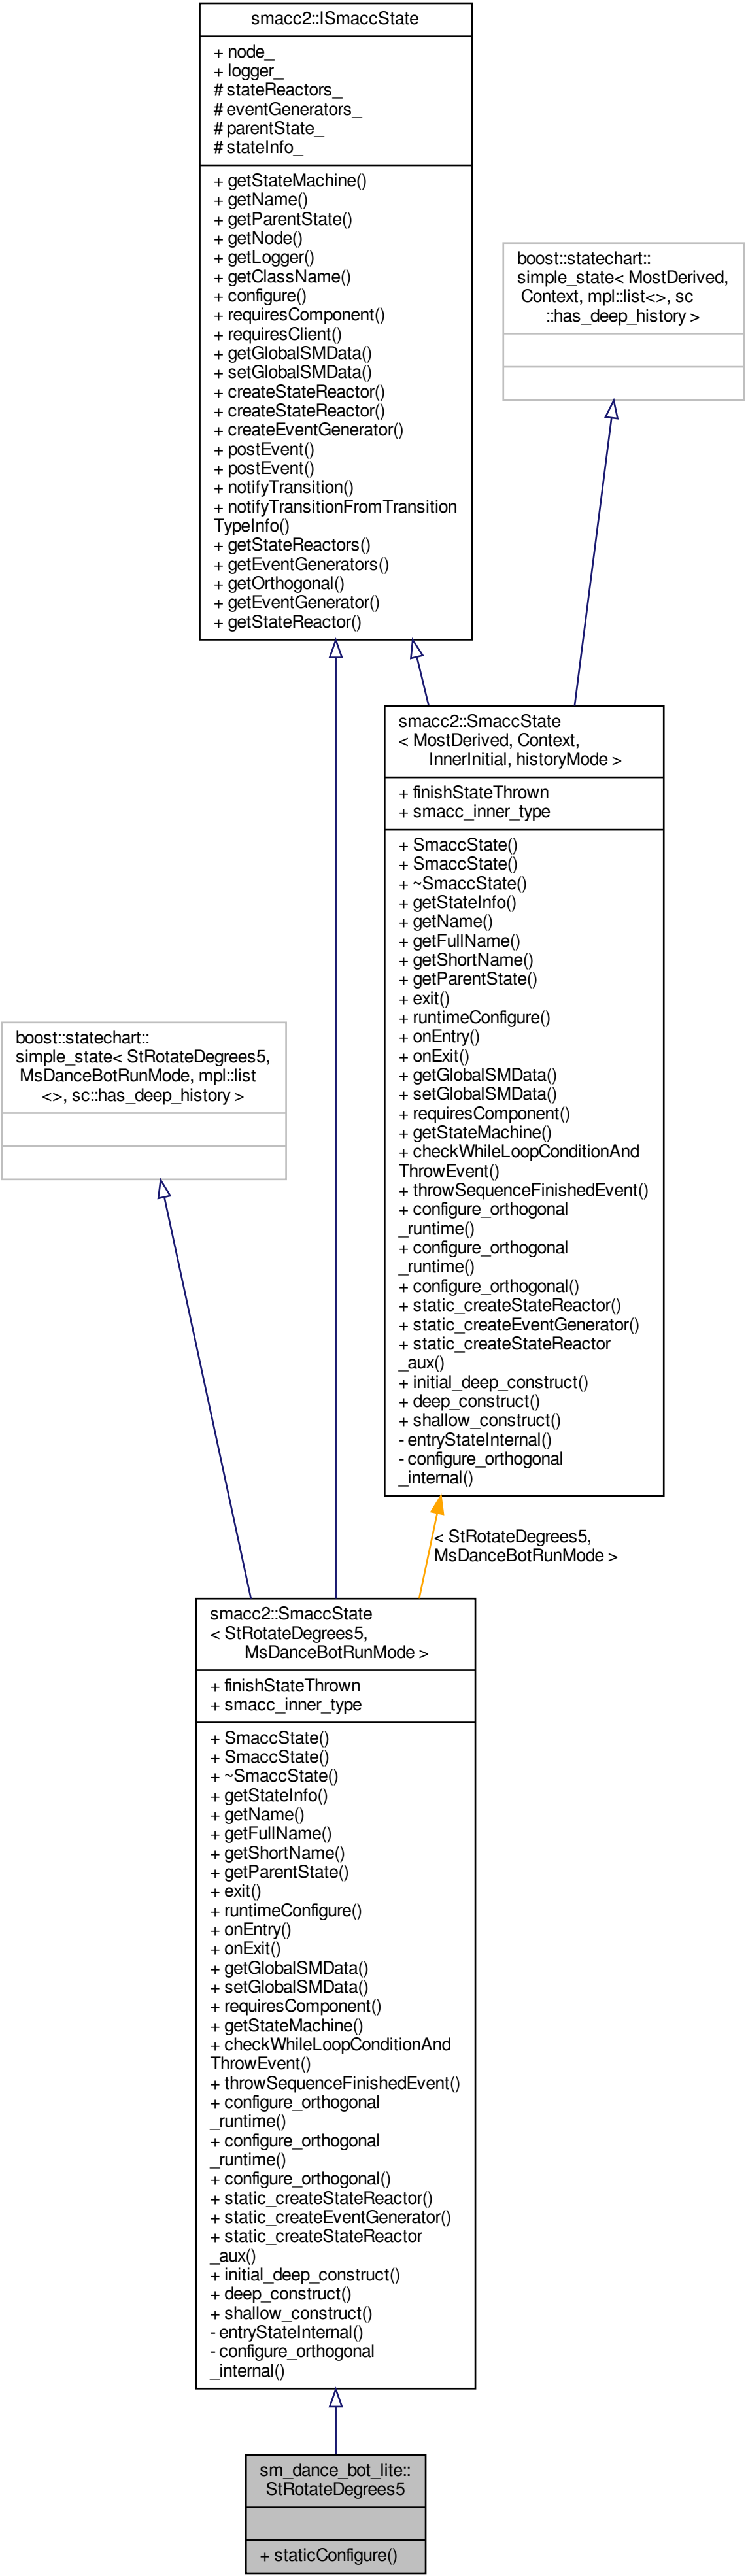 smacc2::ISmaccState
+ node_
+ logger_
# stateReactors_
# eventGenerators_
# parentState_
# stateInfo_
+ getStateMachine()
+ getName()
+ getParentState()
+ getNode()
+ getLogger()
+ getClassName()
+ configure()
+ requiresComponent()
+ requiresClient()
+ getGlobalSMData()
+ setGlobalSMData()
+ createStateReactor()
+ createStateReactor()
+ createEventGenerator()
+ postEvent()
+ postEvent()
+ notifyTransition()
+ notifyTransitionFromTransition
TypeInfo()
+ getStateReactors()
+ getEventGenerators()
+ getOrthogonal()
+ getEventGenerator()
+ getStateReactor()
boost::statechart::
simple_state< MostDerived,
Context, mpl::list<>, sc
::has_deep_history >
smacc2::SmaccState
< MostDerived, Context,
InnerInitial, historyMode >
+ finishStateThrown
+ smacc_inner_type
+ SmaccState()
+ SmaccState()
+ ~SmaccState()
+ getStateInfo()
+ getName()
+ getFullName()
+ getShortName()
+ getParentState()
+ exit()
+ runtimeConfigure()
+ onEntry()
+ onExit()
+ getGlobalSMData()
+ setGlobalSMData()
+ requiresComponent()
+ getStateMachine()
+ checkWhileLoopConditionAnd
ThrowEvent()
+ throwSequenceFinishedEvent()
+ configure_orthogonal
_runtime()
+ configure_orthogonal
_runtime()
+ configure_orthogonal()
+ static_createStateReactor()
+ static_createEventGenerator()
+ static_createStateReactor
_aux()
+ initial_deep_construct()
+ deep_construct()
+ shallow_construct()
- entryStateInternal()
- configure_orthogonal
_internal()
boost::statechart::
simple_state< StRotateDegrees5,
MsDanceBotRunMode, mpl::list
<>, sc::has_deep_history >
< StRotateDegrees5,
MsDanceBotRunMode >
smacc2::SmaccState
< StRotateDegrees5,
MsDanceBotRunMode >
+ finishStateThrown
+ smacc_inner_type
+ SmaccState()
+ SmaccState()
+ ~SmaccState()
+ getStateInfo()
+ getName()
+ getFullName()
+ getShortName()
+ getParentState()
+ exit()
+ runtimeConfigure()
+ onEntry()
+ onExit()
+ getGlobalSMData()
+ setGlobalSMData()
+ requiresComponent()
+ getStateMachine()
+ checkWhileLoopConditionAnd
ThrowEvent()
+ throwSequenceFinishedEvent()
+ configure_orthogonal
_runtime()
+ configure_orthogonal
_runtime()
+ configure_orthogonal()
+ static_createStateReactor()
+ static_createEventGenerator()
+ static_createStateReactor
_aux()
+ initial_deep_construct()
+ deep_construct()
+ shallow_construct()
- entryStateInternal()
- configure_orthogonal
_internal()
sm_dance_bot_lite::
StRotateDegrees5
+ staticConfigure()